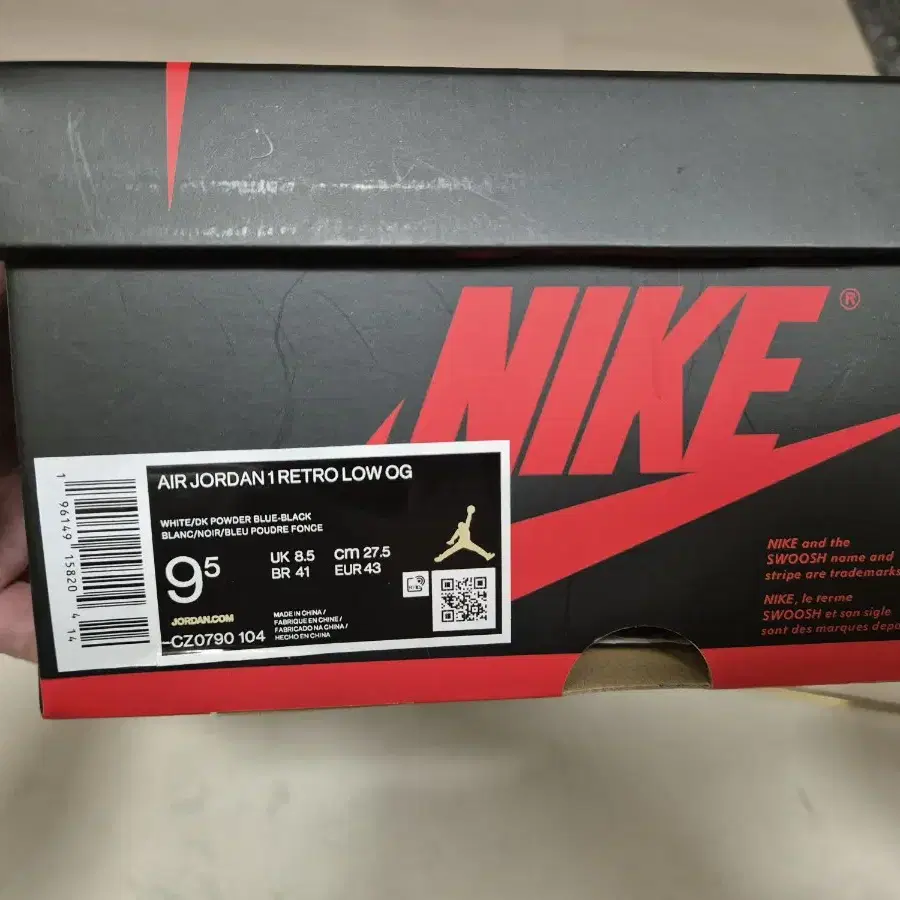 NIKE®
AIR JORDAN 1 RETRO LOW OG
WHITE/DK POWDER BLUE-BLACK
BLANC/NOIR/BLEU POUDRE FONCE
9⁵
UK 8.5 cm 27.5
BR 41 EUR 43
JORDAN.COM
CZ0790 104
MADE IN CHINA /
FABRIQUE EN CHINE /
FABRICADO NA CHINA /
HECHO EN CHINA
1 96149 15820 4 14
NIKE and the
SWOOSH name and
stripe are trademarks
NIKE, le terme
SWOOSH et son sigle
sont des marques